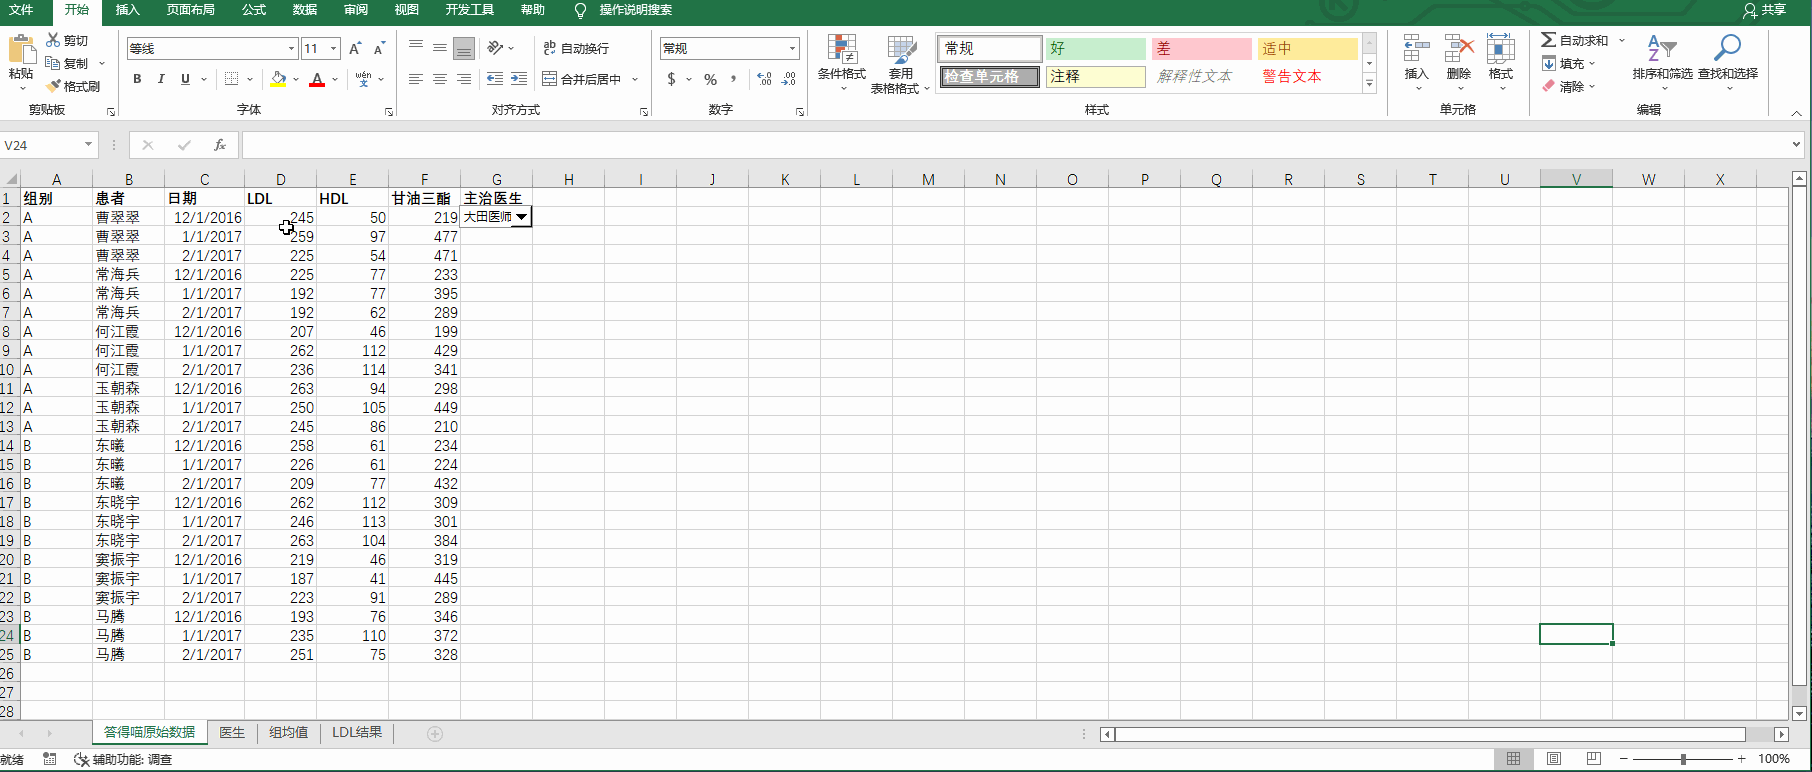 文件 开始 插入 页面布局 公式 数据 审阅 视图 开发工具 帮助 操作说明搜索 共享
粘贴 剪切 复制 格式刷 剪贴板
等线 11 A A B I U A wén 文 字体
ab 自动换行 合并后居中 对齐方式
常规 $ % , .00 数字
条件格式 套用 表格格式
常规 好 差 适中
检查单元格 注释 解释性文本 警告文本
样式
插入 删除 格式 单元格
自动求和 填充 清除 排序和筛选 查找和选择 编辑
V24 fx
A B C D E F G H I J K L M N O P Q R S T U V W X
1 组别 患者 日期 LDL HDL 甘油三酯 主治医生
2 A 曹翠翠 12/1/2016 245 50 219 大田医师
3 A 曹翠翠 1/1/2017 259 97 477
4 A 曹翠翠 2/1/2017 225 54 471
5 A 常海兵 12/1/2016 225 77 233
6 A 常海兵 1/1/2017 192 77 395
7 A 常海兵 2/1/2017 192 62 289
8 A 何江霞 12/1/2016 207 46 199
9 A 何江霞 1/1/2017 262 112 429
10 A 何江霞 2/1/2017 236 114 341
11 A 玉朝森 12/1/2016 263 94 298
12 A 玉朝森 1/1/2017 250 105 449
13 A 玉朝森 2/1/2017 245 86 210
14 B 东曦 12/1/2016 258 61 234
15 B 东曦 1/1/2017 226 61 224
16 B 东曦 2/1/2017 209 77 432
17 B 东晓宇 12/1/2016 262 112 309
18 B 东晓宇 1/1/2017 246 113 301
19 B 东晓宇 2/1/2017 263 104 384
20 B 窦振宇 12/1/2016 219 46 319
21 B 窦振宇 1/1/2017 187 41 445
22 B 窦振宇 2/1/2017 223 91 289
23 B 马腾 12/1/2016 193 76 346
24 B 马腾 1/1/2017 235 110 372
25 B 马腾 2/1/2017 251 75 328
26
27
28
答得喵原始数据 医生 组均值 LDL结果
就绪 辅助功能: 调查 100%